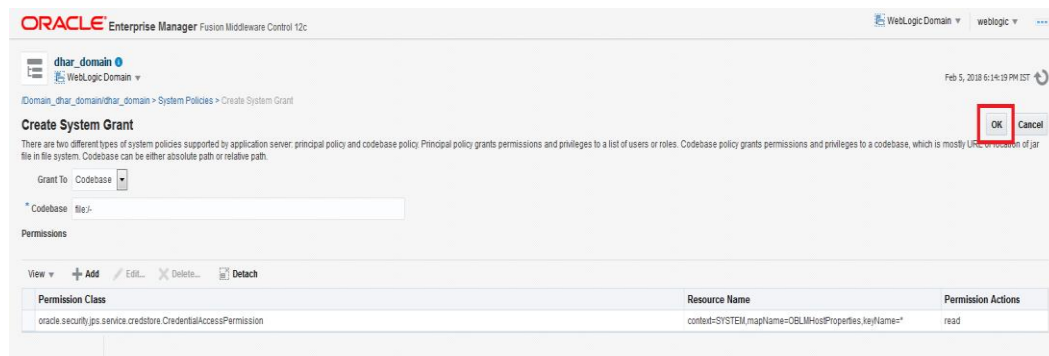 ORACLE Enterprise Manager Fusion Middleware Control 12c
WebLogic Domain weblogic
dhar_domain
WebLogic Domain
Feb 5, 2018 6:14:19 PM IST
/Domain_dhar_domain/dhar_domain > System Policies > Create System Grant
Create System Grant
OK Cancel
There are two different types of system policies supported by application server: principal policy and codebase policy. Principal policy grants permissions and privileges to a list of users or roles. Codebase policy grants permissions and privileges to a codebase, which is mostly URL or location of jar
file in file system. Codebase can be either absolute path or relative path.
Grant To Codebase
* Codebase file:/-
Permissions
View Add Edit... Delete... Detach
Permission Class Resource Name Permission Actions
oracle.security.jps.service.credstore.CredentialAccessPermission context=SYSTEM,mapName=OBLMHostProperties,keyName=* read